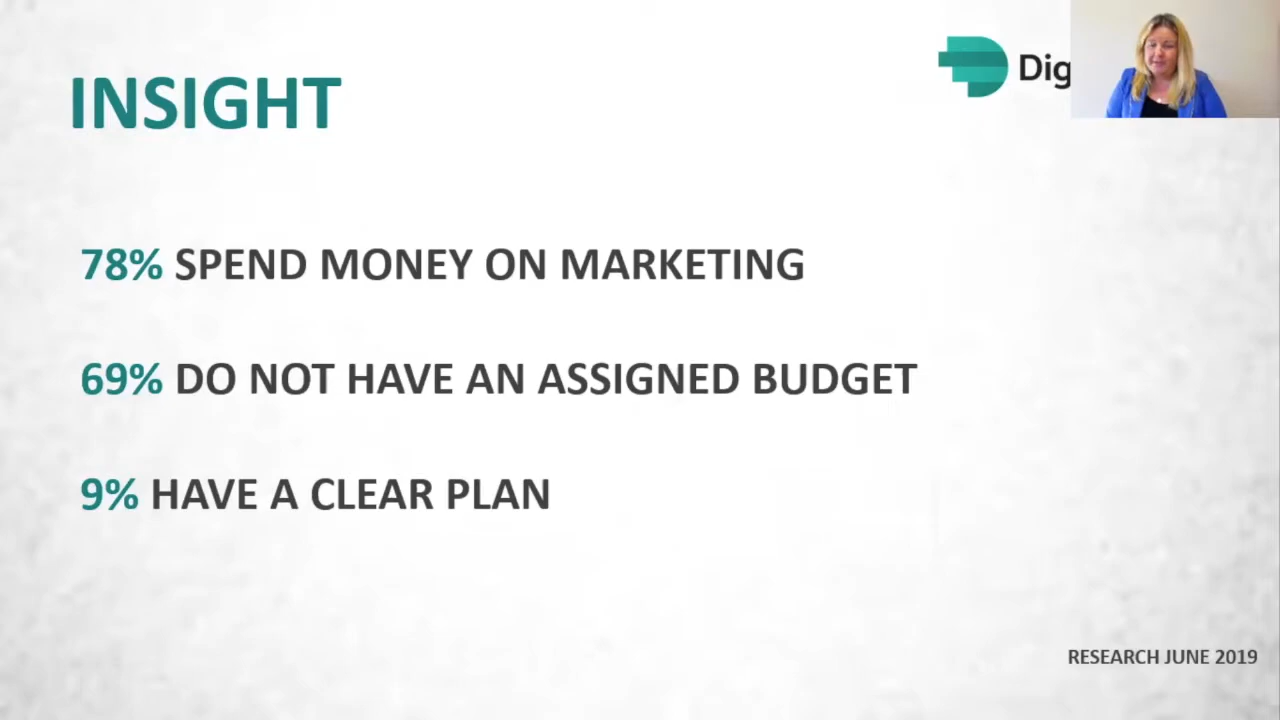 INSIGHT
Dig
78% SPEND MONEY ON MARKETING
69% DO NOT HAVE AN ASSIGNED BUDGET
9% HAVE A CLEAR PLAN
RESEARCH JUNE 2019